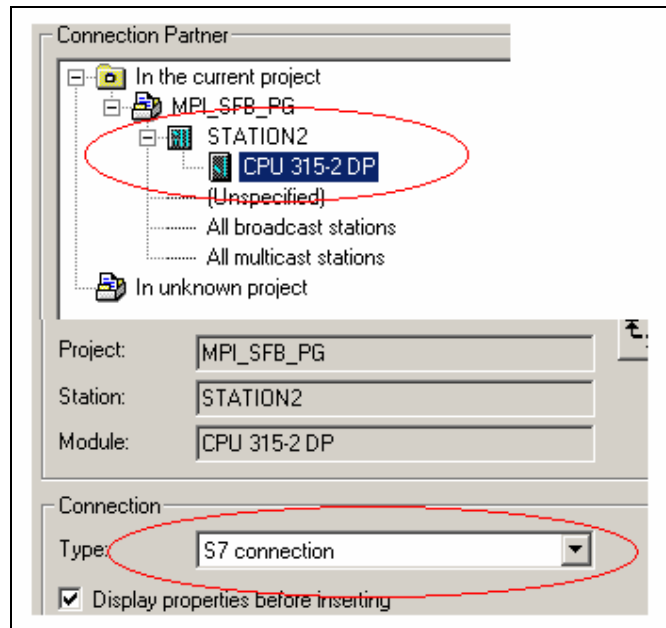 Connection Partner
In the current project
MPI_SFB_PG
STATION2
CPU 315-2 DP
(Unspecified)
All broadcast stations
All multicast stations
In unknown project
Project: MPI_SFB_PG
Station: STATION2
Module: CPU 315-2 DP
Connection
Type: S7 connection
Display properties before inserting